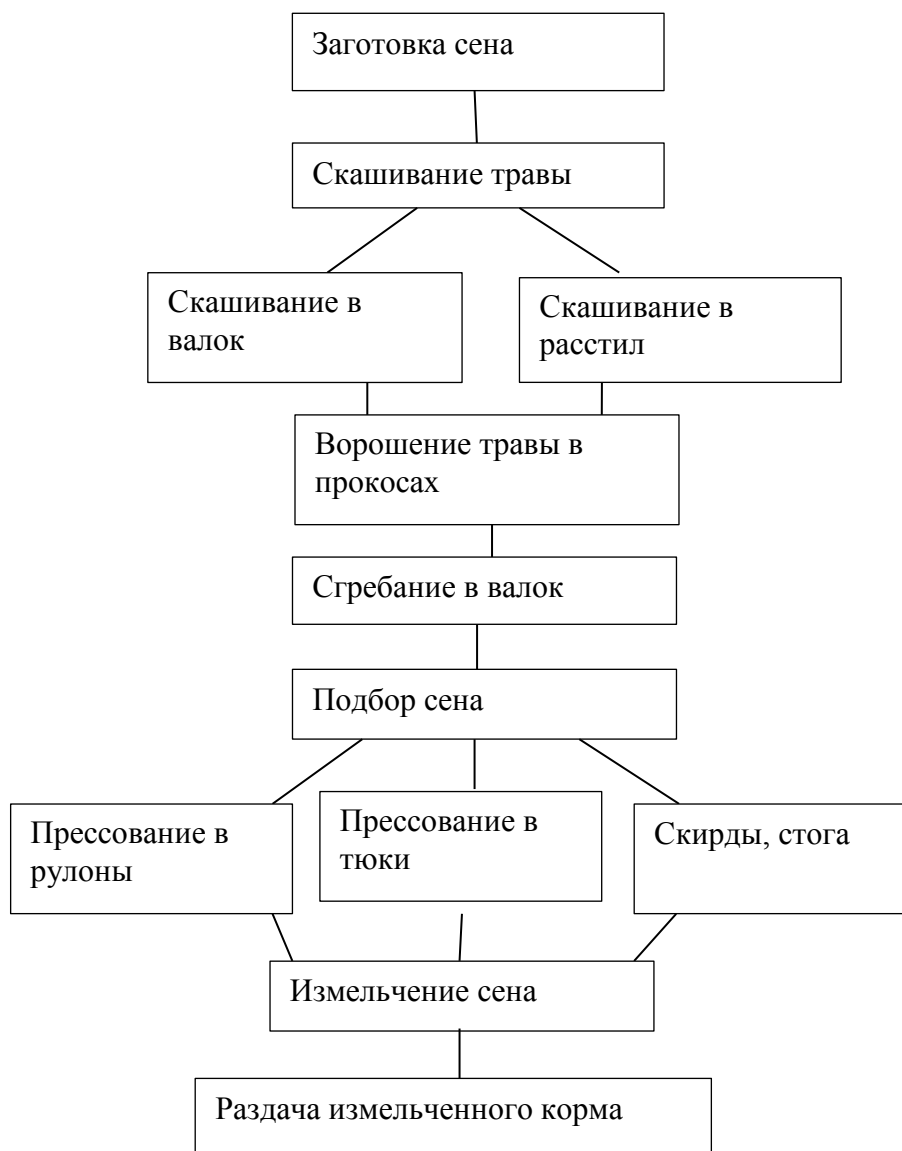 Заготовка сена
Скашивание травы
Скашивание в
валок
Скашивание в
расстил
Ворошение травы в
прокосах
Сгребание в валок
Подбор сена
Прессование в
рулоны
Прессование в
тюки
Скирды, стога
Измельчение сена
Раздача измельченного корма